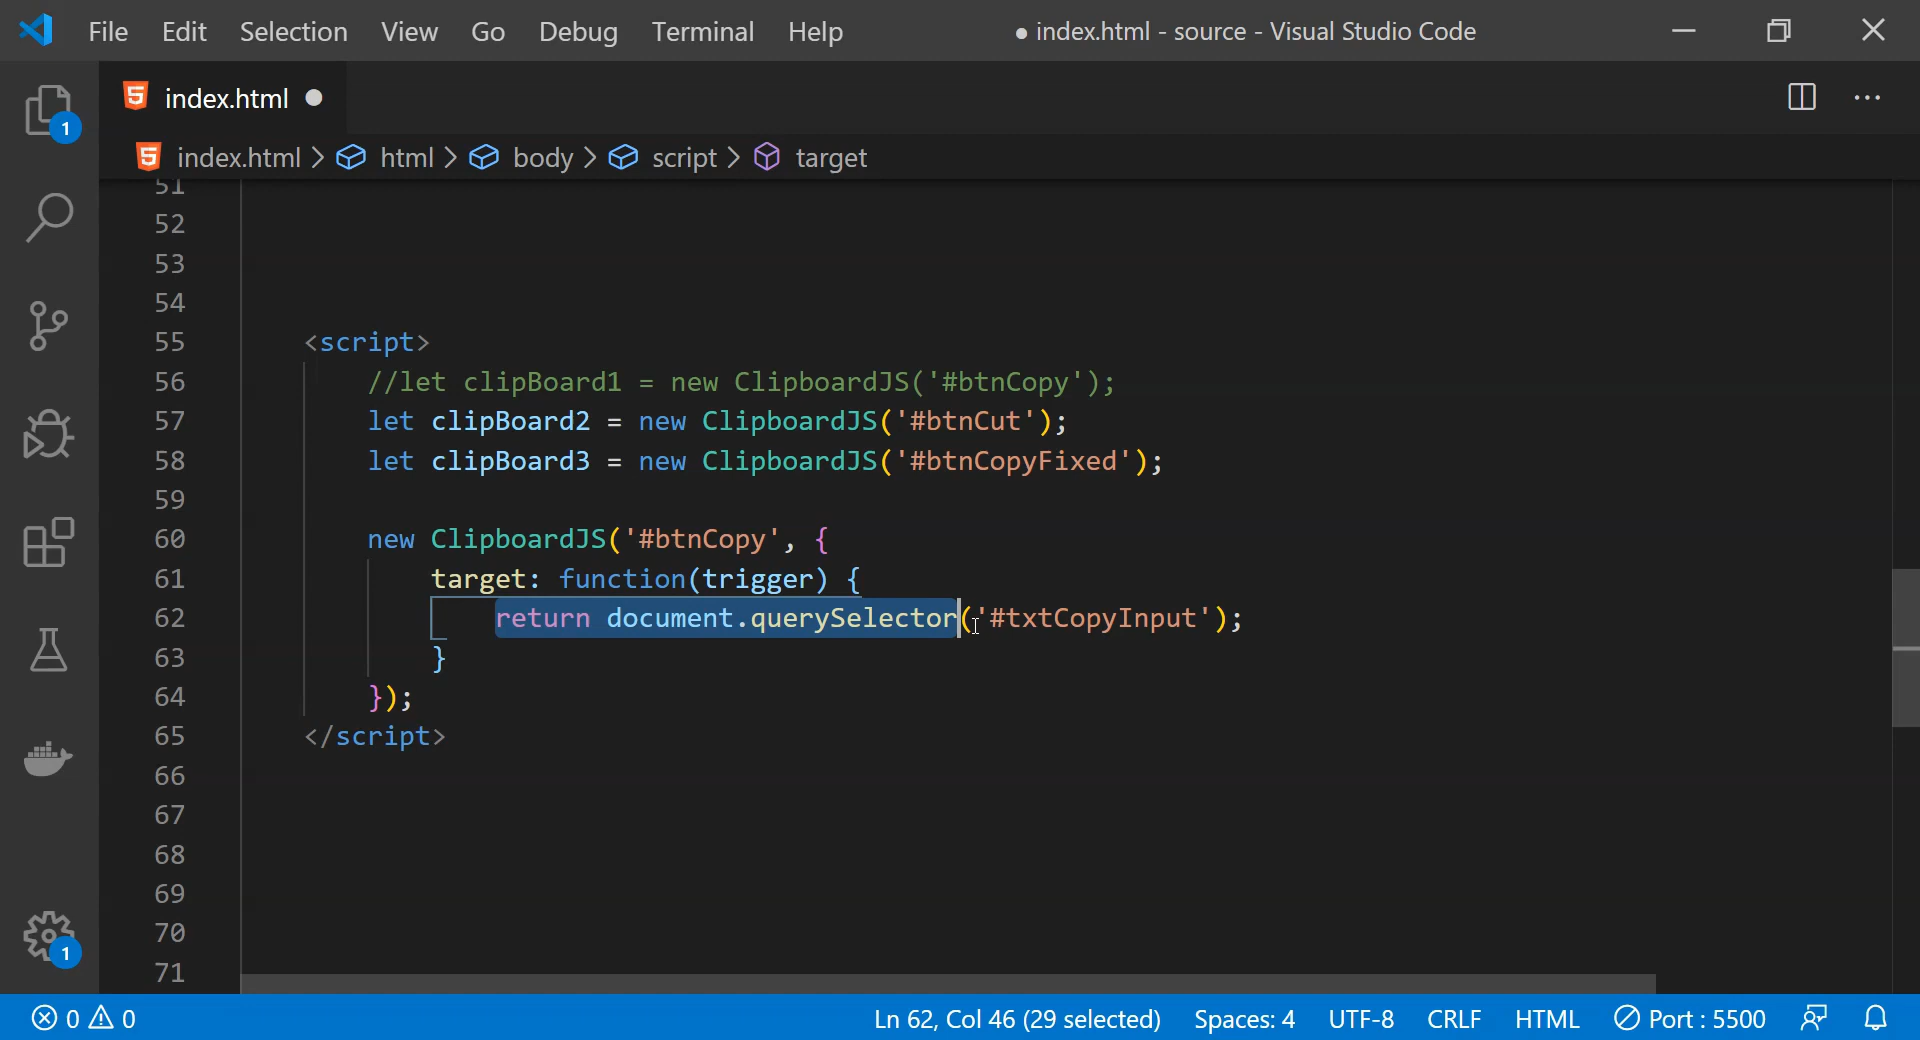 File Edit Selection View Go Debug Terminal Help ● index.html - source - Visual Studio Code
index.html ●
1
index.html > html > body > script > target
51
52
53
54
55 <script>
56 //let clipBoard1 = new ClipboardJS('#btnCopy');
57 let clipBoard2 = new ClipboardJS('#btnCut');
58 let clipBoard3 = new ClipboardJS('#btnCopyFixed');
59
60 new ClipboardJS('#btnCopy', {
61 target: function(trigger) {
62 return document.querySelector('#txtCopyInput');
63 }
64 });
65 </script>
66
67
68
69
70
1
71
0 0 Ln 62, Col 46 (29 selected) Spaces: 4 UTF-8 CRLF HTML Port : 5500